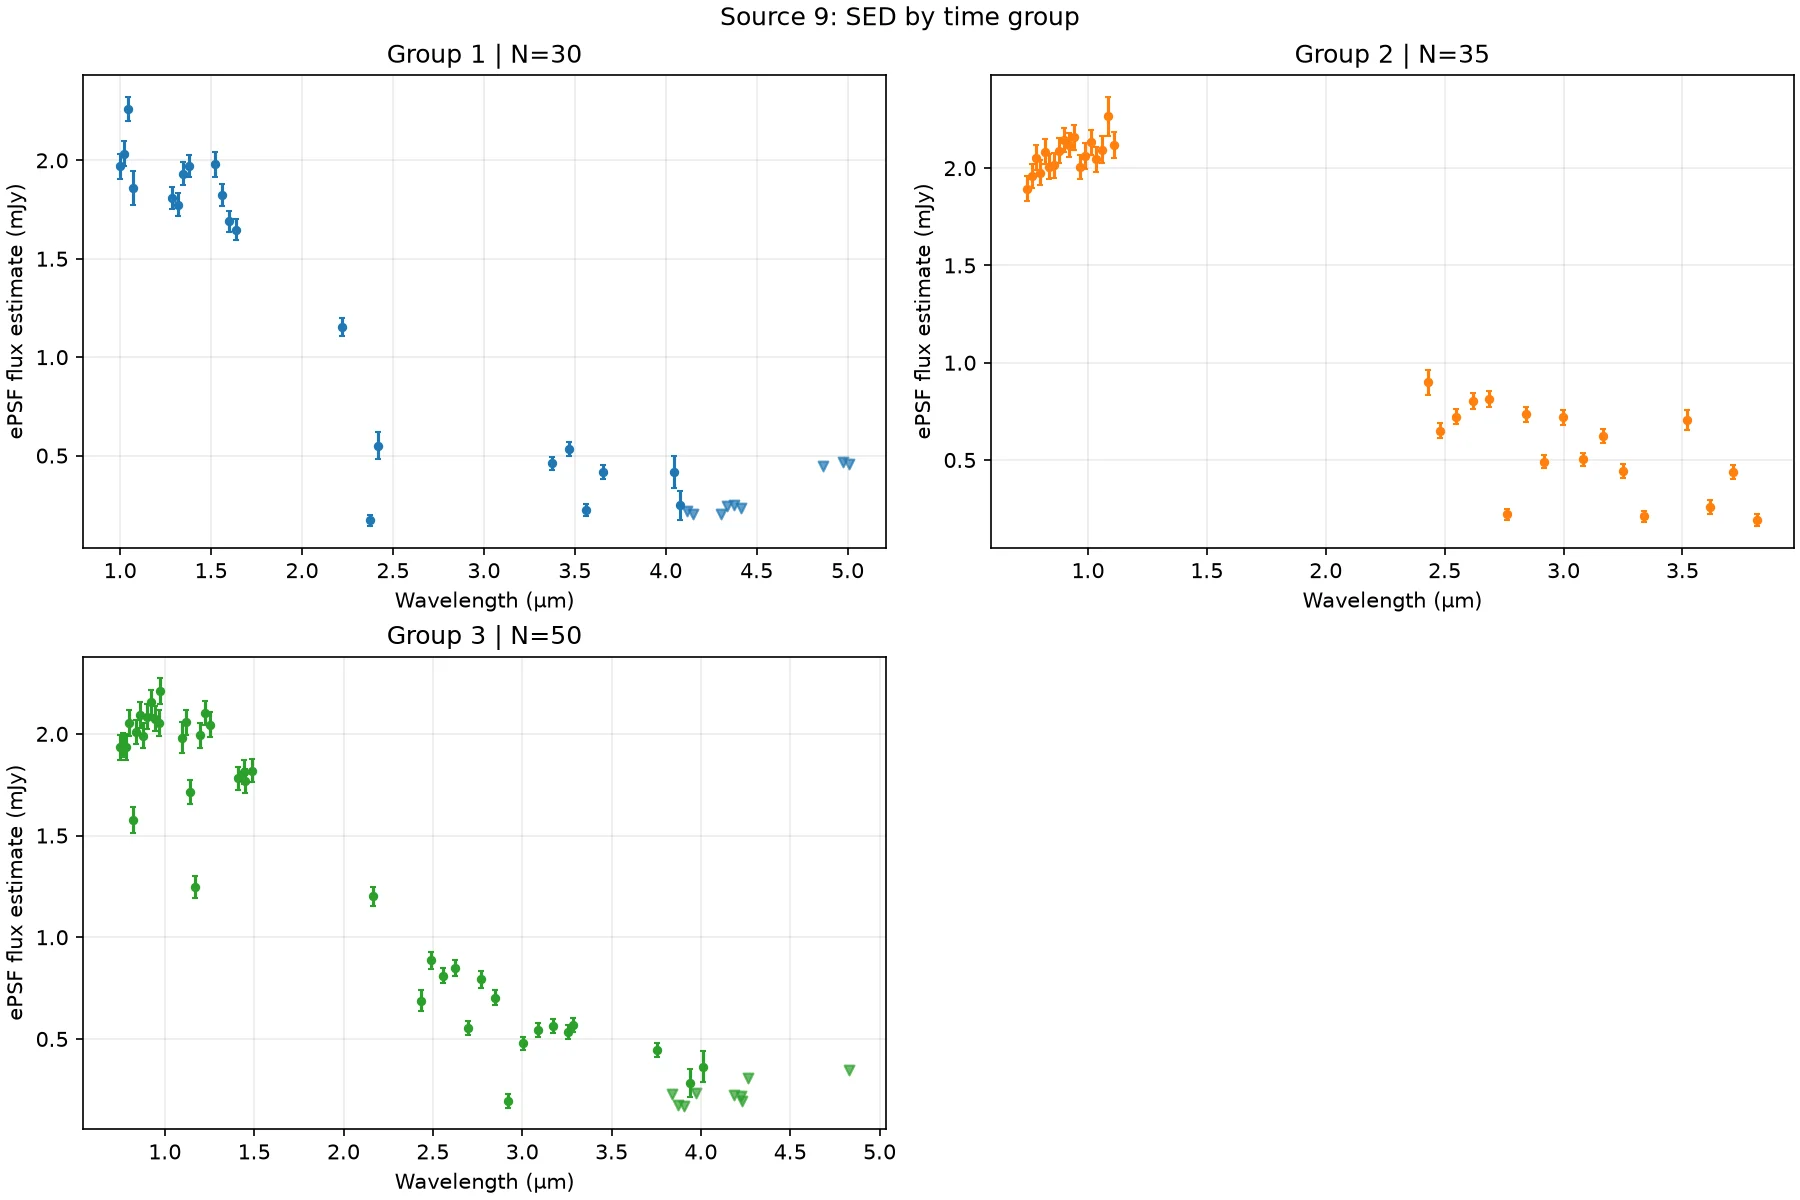 Source 9: SED by time group
Group 1 | N=30
ePSF flux estimate (mJy)
2.0
1.5
1.0
0.5
1.0 1.5 2.0 2.5 3.0 3.5 4.0 4.5 5.0
Wavelength (µm)
Group 2 | N=35
ePSF flux estimate (mJy)
2.0
1.5
1.0
0.5
1.0 1.5 2.0 2.5 3.0 3.5
Wavelength (µm)
Group 3 | N=50
ePSF flux estimate (mJy)
2.0
1.5
1.0
0.5
1.0 1.5 2.0 2.5 3.0 3.5 4.0 4.5 5.0
Wavelength (µm)